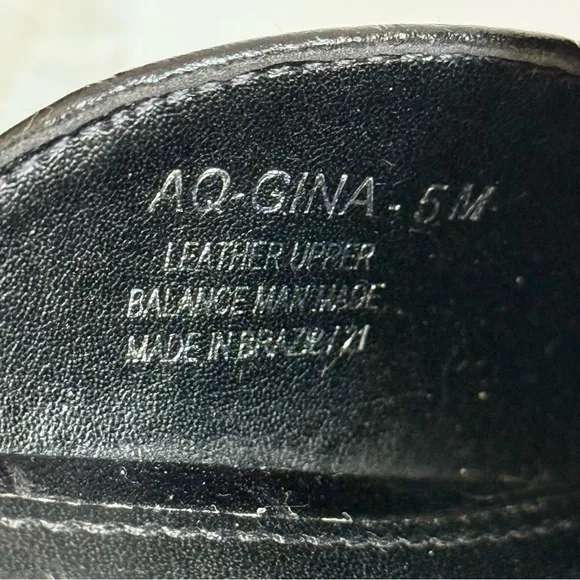 AQ-GINA - 5M
LEATHER UPPER
BALANCE MAN MADE
MADE IN BRAZIL